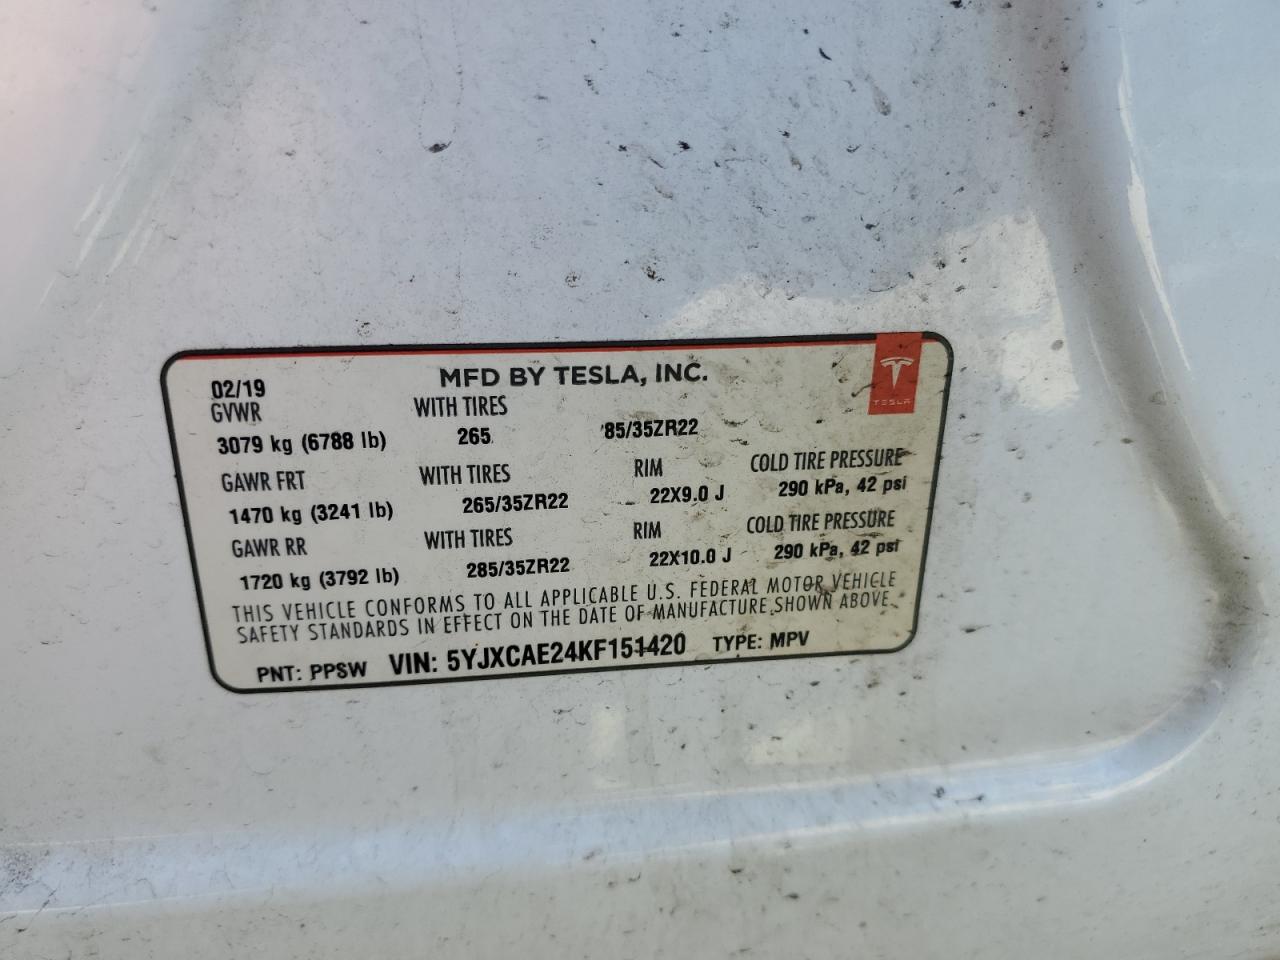 02/19 MFD BY TESLA, INC.
TESLA
GVWR WITH TIRES
3079 kg (6788 lb) 265 85/35ZR22
GAWR FRT WITH TIRES RIM COLD TIRE PRESSURE
1470 kg (3241 lb) 265/35ZR22 22X9.0 J 290 kPa, 42 psi
GAWR RR WITH TIRES RIM COLD TIRE PRESSURE
1720 kg (3792 lb) 285/35ZR22 22X10.0 J 290 kPa, 42 psi
THIS VEHICLE CONFORMS TO ALL APPLICABLE U.S. FEDERAL MOTOR VEHICLE
SAFETY STANDARDS IN EFFECT ON THE DATE OF MANUFACTURE SHOWN ABOVE.
PNT: PPSW VIN: 5YJXCAE24KF151420 TYPE: MPV